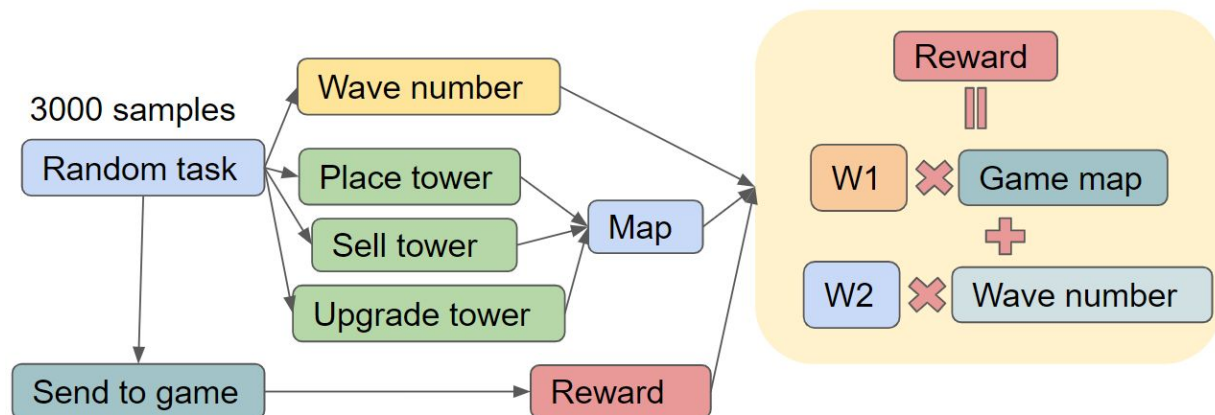 3000 samples
Random task
Send to game
Wave number
Place tower
Sell tower
Upgrade tower
Map
Reward
Reward
W1
Game map
W2
Wave number